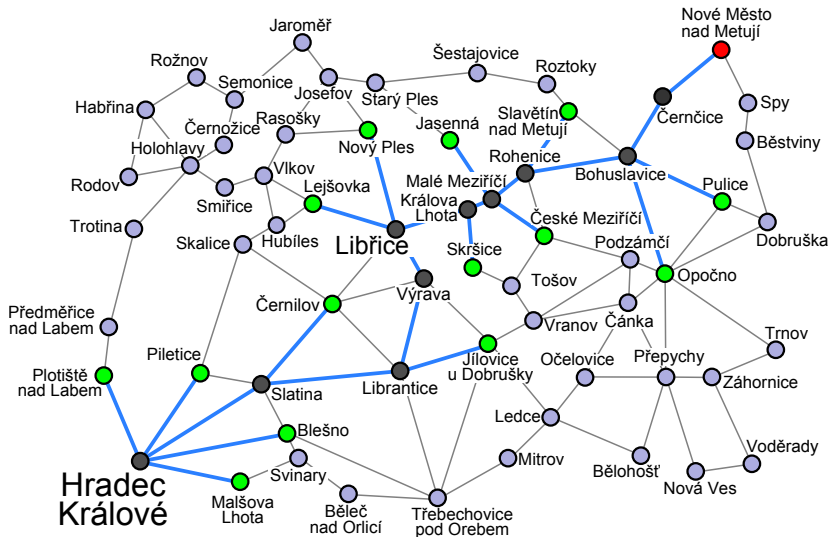 Nové Město
nad Metují
Jaroměř
Šestajovice
Roztoky
Rožnov
Semonice
Josefov
Starý Ples
Habřina
Černčice
Spy
Slavětín
nad Metují
Černožice
Rasošky
Jasenná
Běstviny
Nový Ples
Holohlavy
Rohenice
Bohuslavice
Vlkov
Malé Meziříčí
Rodov
Lejšovka
Pulice
Smiřice
Králova
Lhota
České Meziříčí
Trotina
Hubíles
Skalice
Libřice
Podzámčí
Dobruška
Skršice
Opočno
Tošov
Výrava
Černilov
Předměřice
nad Labem
Vranov
Čánka
Trnov
Piletice
Jílovice
u Dobrušky
Očelovice
Přepychy
Plotiště
nad Labem
Slatina
Librantice
Záhornice
Ledce
Blešno
Voděrady
Mitrov
Bělohošť
Svinary
Nová Ves
Hradec
Králové
Malšova
Lhota
Běleč
nad Orlicí
Třebechovice
pod Orebem